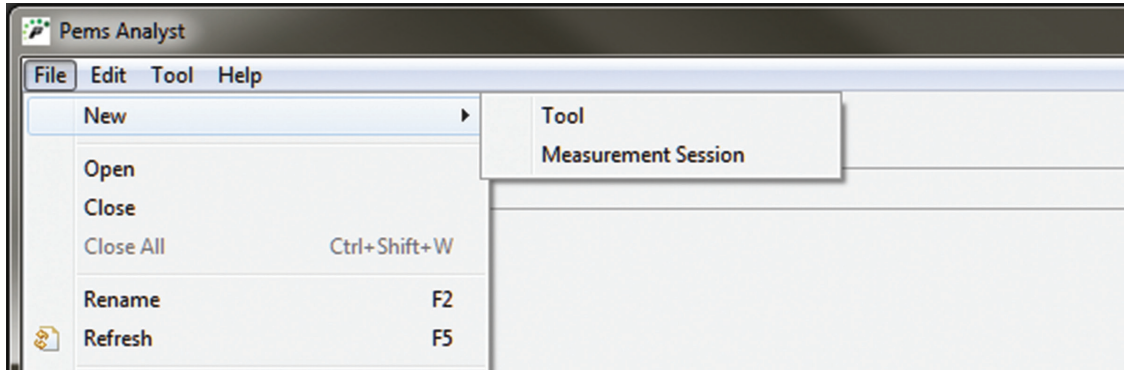 Pems Analyst
File Edit Tool Help
New
Tool
Measurement Session
Open
Close
Close All Ctrl+Shift+W
Rename F2
Refresh F5